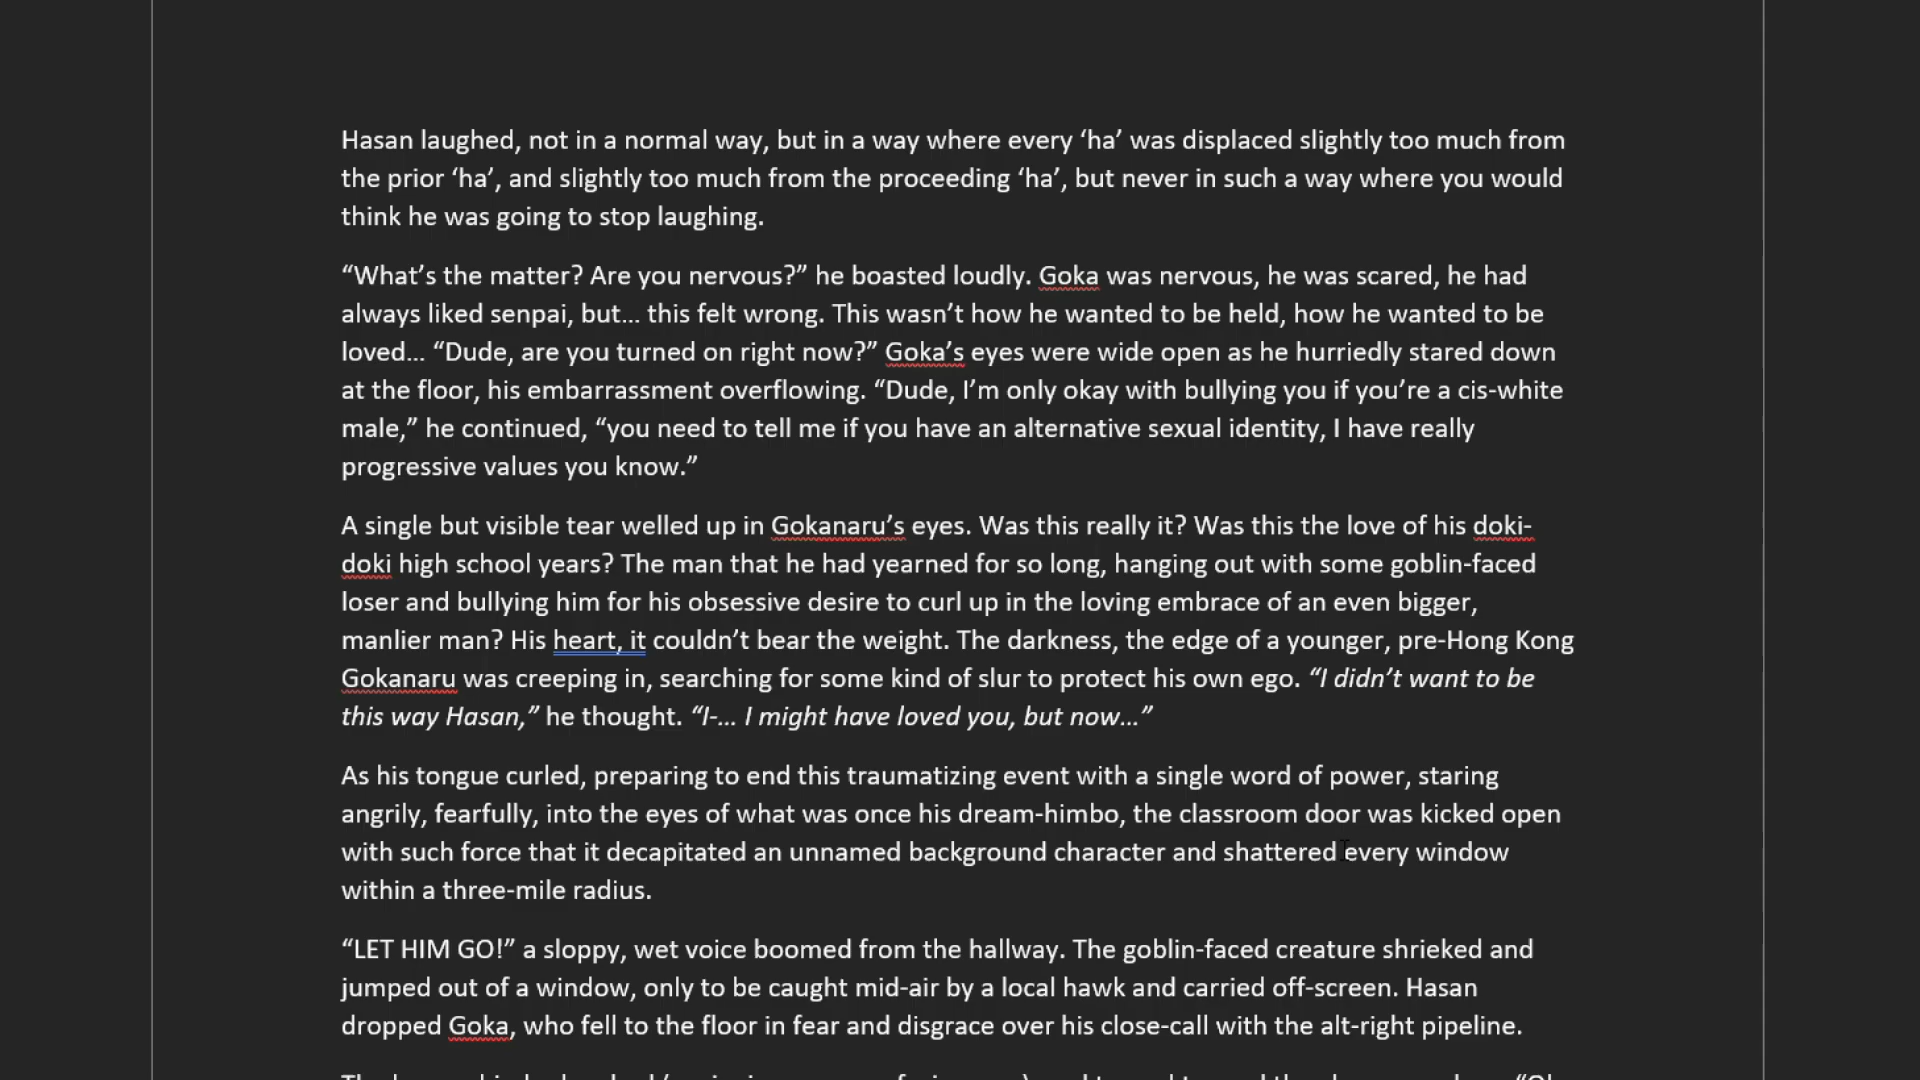 Hasan laughed, not in a normal way, but in a way where every ‘ha’ was displaced slightly too much from
the prior ‘ha’, and slightly too much from the proceeding ‘ha’, but never in such a way where you would
think he was going to stop laughing.
“What’s the matter? Are you nervous?” he boasted loudly. Goka was nervous, he was scared, he had
always liked senpai, but… this felt wrong. This wasn’t how he wanted to be held, how he wanted to be
loved… “Dude, are you turned on right now?” Goka’s eyes were wide open as he hurriedly stared down
at the floor, his embarrassment overflowing. “Dude, I’m only okay with bullying you if you’re a cis-white
male,” he continued, “you need to tell me if you have an alternative sexual identity, I have really
progressive values you know.”
A single but visible tear welled up in Gokanaru’s eyes. Was this really it? Was this the love of his doki-
doki high school years? The man that he had yearned for so long, hanging out with some goblin-faced
loser and bullying him for his obsessive desire to curl up in the loving embrace of an even bigger,
manlier man? His heart, it couldn’t bear the weight. The darkness, the edge of a younger, pre-Hong Kong
Gokanaru was creeping in, searching for some kind of slur to protect his own ego. “I didn’t want to be
this way Hasan,” he thought. “I-… I might have loved you, but now…”
As his tongue curled, preparing to end this traumatizing event with a single word of power, staring
angrily, fearfully, into the eyes of what was once his dream-himbo, the classroom door was kicked open
with such force that it decapitated an unnamed background character and shattered every window
within a three-mile radius.
“LET HIM GO!” a sloppy, wet voice boomed from the hallway. The goblin-faced creature shrieked and
jumped out of a window, only to be caught mid-air by a local hawk and carried off-screen. Hasan
dropped Goka, who fell to the floor in fear and disgrace over his close-call with the alt-right pipeline.